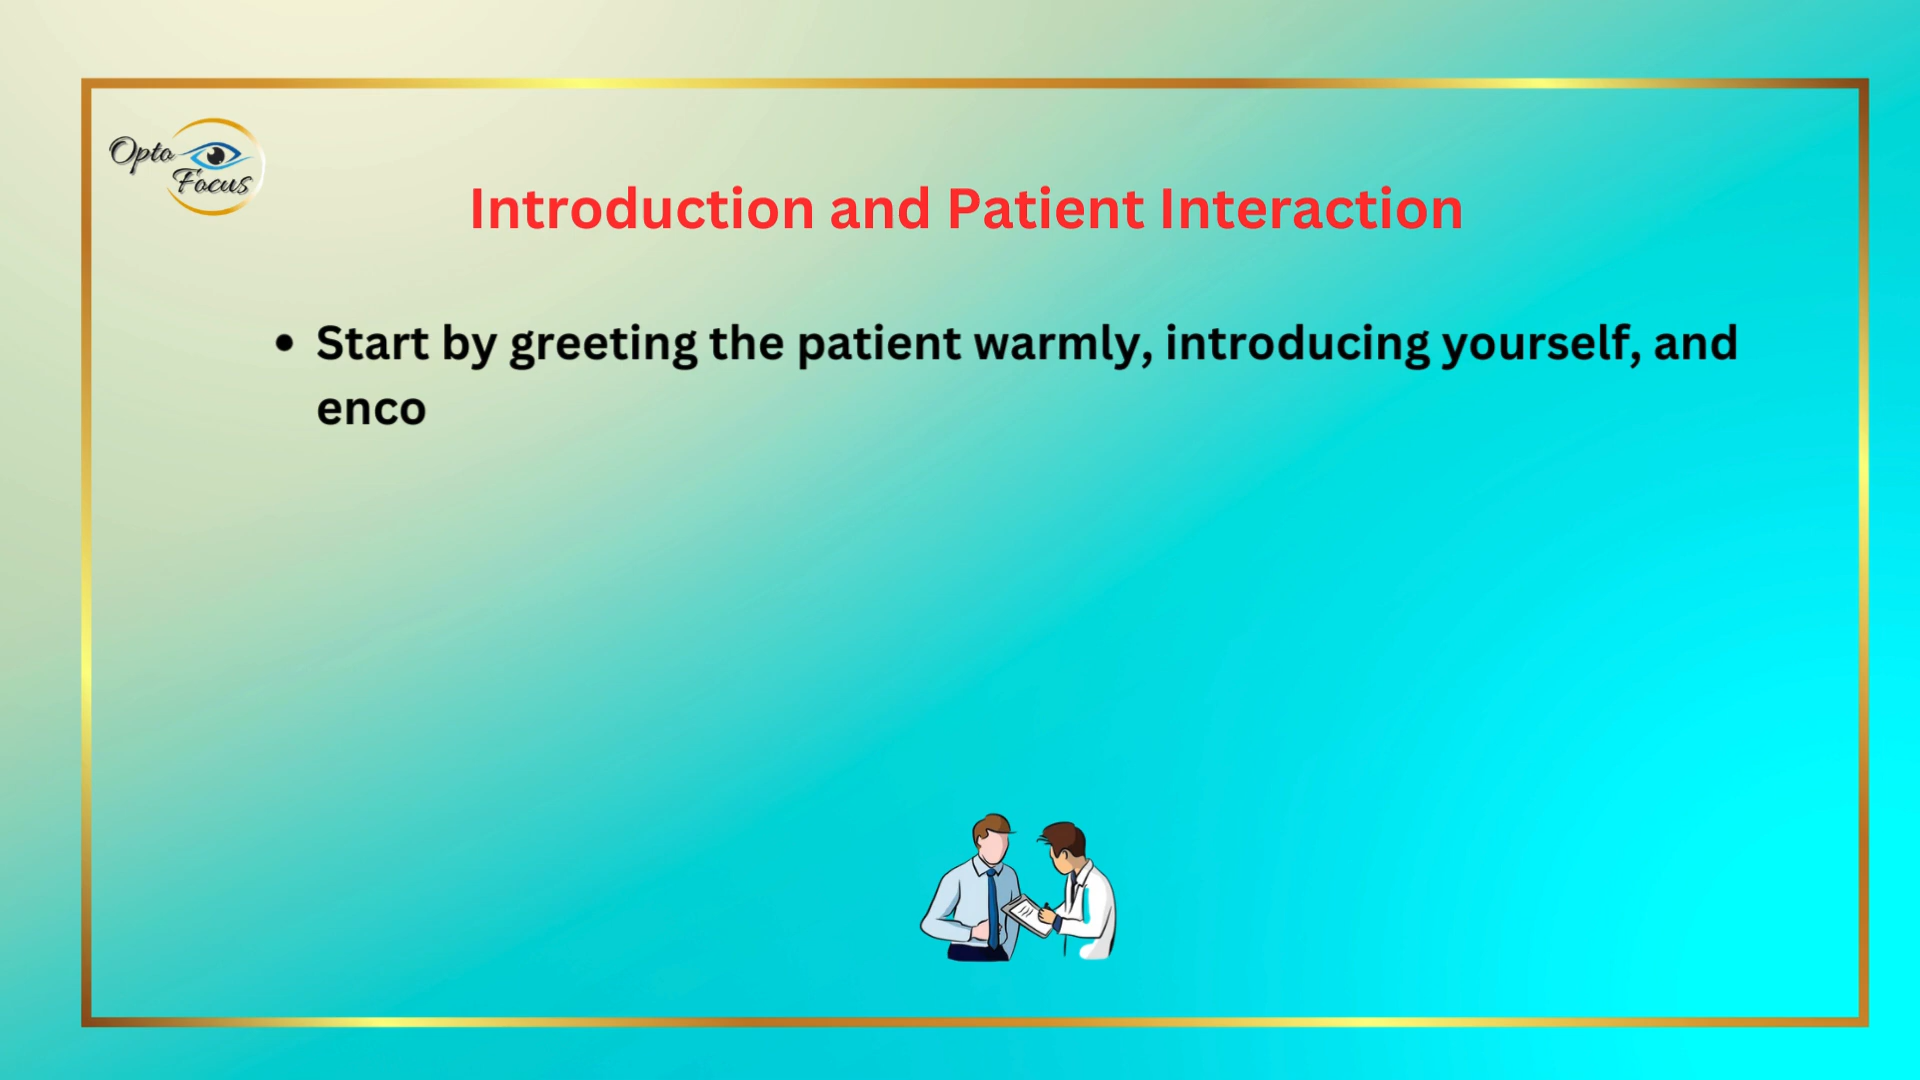 Opto
Focus
Introduction and Patient Interaction
• Start by greeting the patient warmly, introducing yourself, and
enco